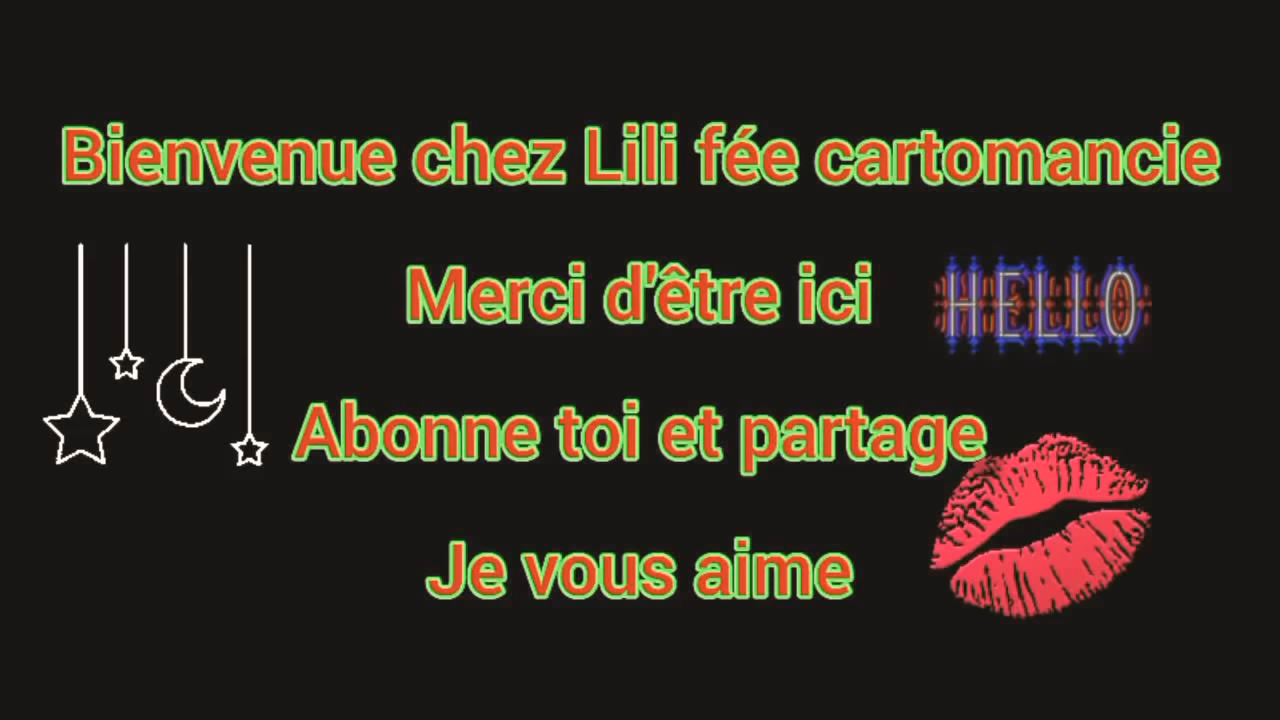 Bienvenue chez Lili fée cartomancie
Merci d'être ici
HELLO
Abonne toi et partage
Je vous aime